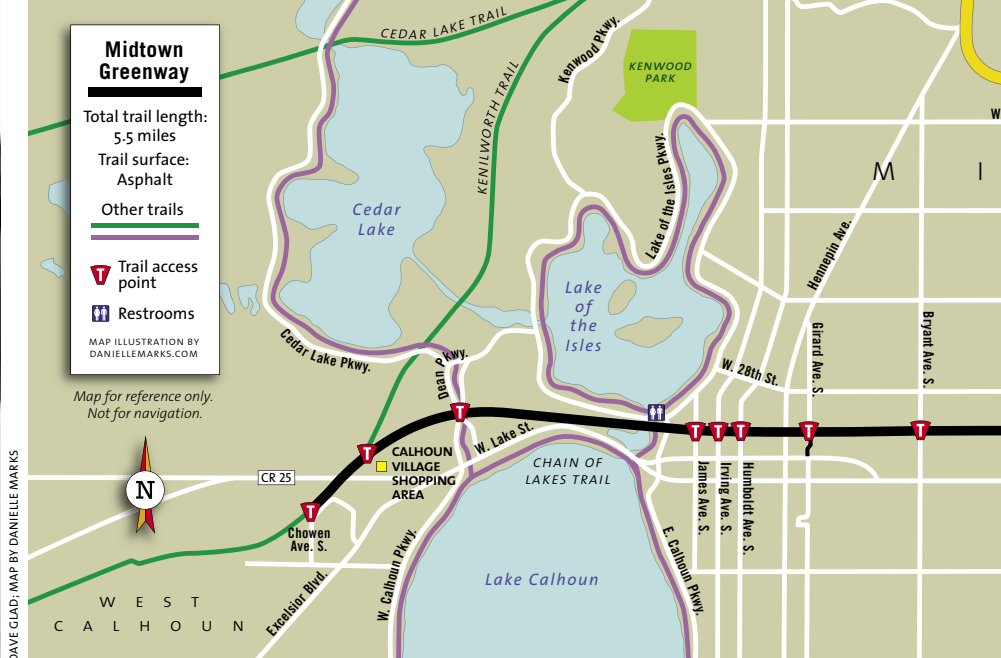 Midtown
Greenway
Total trail length:
5.5 miles
Trail surface:
Asphalt
Other trails
T
Trail access
point
Restrooms
MAP ILLUSTRATION BY
DANIELLEMARKS.COM
Map for reference only.
Not for navigation.
N
DAVE GLAD; MAP BY DANIELLE MARKS
CEDAR LAKE TRAIL
KENILWORTH TRAIL
Kenwood Pkwy.
KENWOOD
PARK
W
M I
Cedar
Lake
Lake of the Isles Pkwy.
Hennepin Ave.
Lake
of
the
Isles
Cedar Lake Pkwy.
Dean Pkwy.
W. 28th St.
Girard Ave. S.
Bryant Ave. S.
T
T
T
T
T
T
T
T
W. Lake St.
CALHOUN
VILLAGE
SHOPPING
AREA
CHAIN OF
LAKES TRAIL
CR 25
James Ave. S.
Irving Ave. S.
Humboldt Ave. S.
Chowen
Ave. S.
Excelsior Blvd.
W. Calhoun Pkwy.
E. Calhoun Pkwy.
Lake Calhoun
WEST
CALHOUN